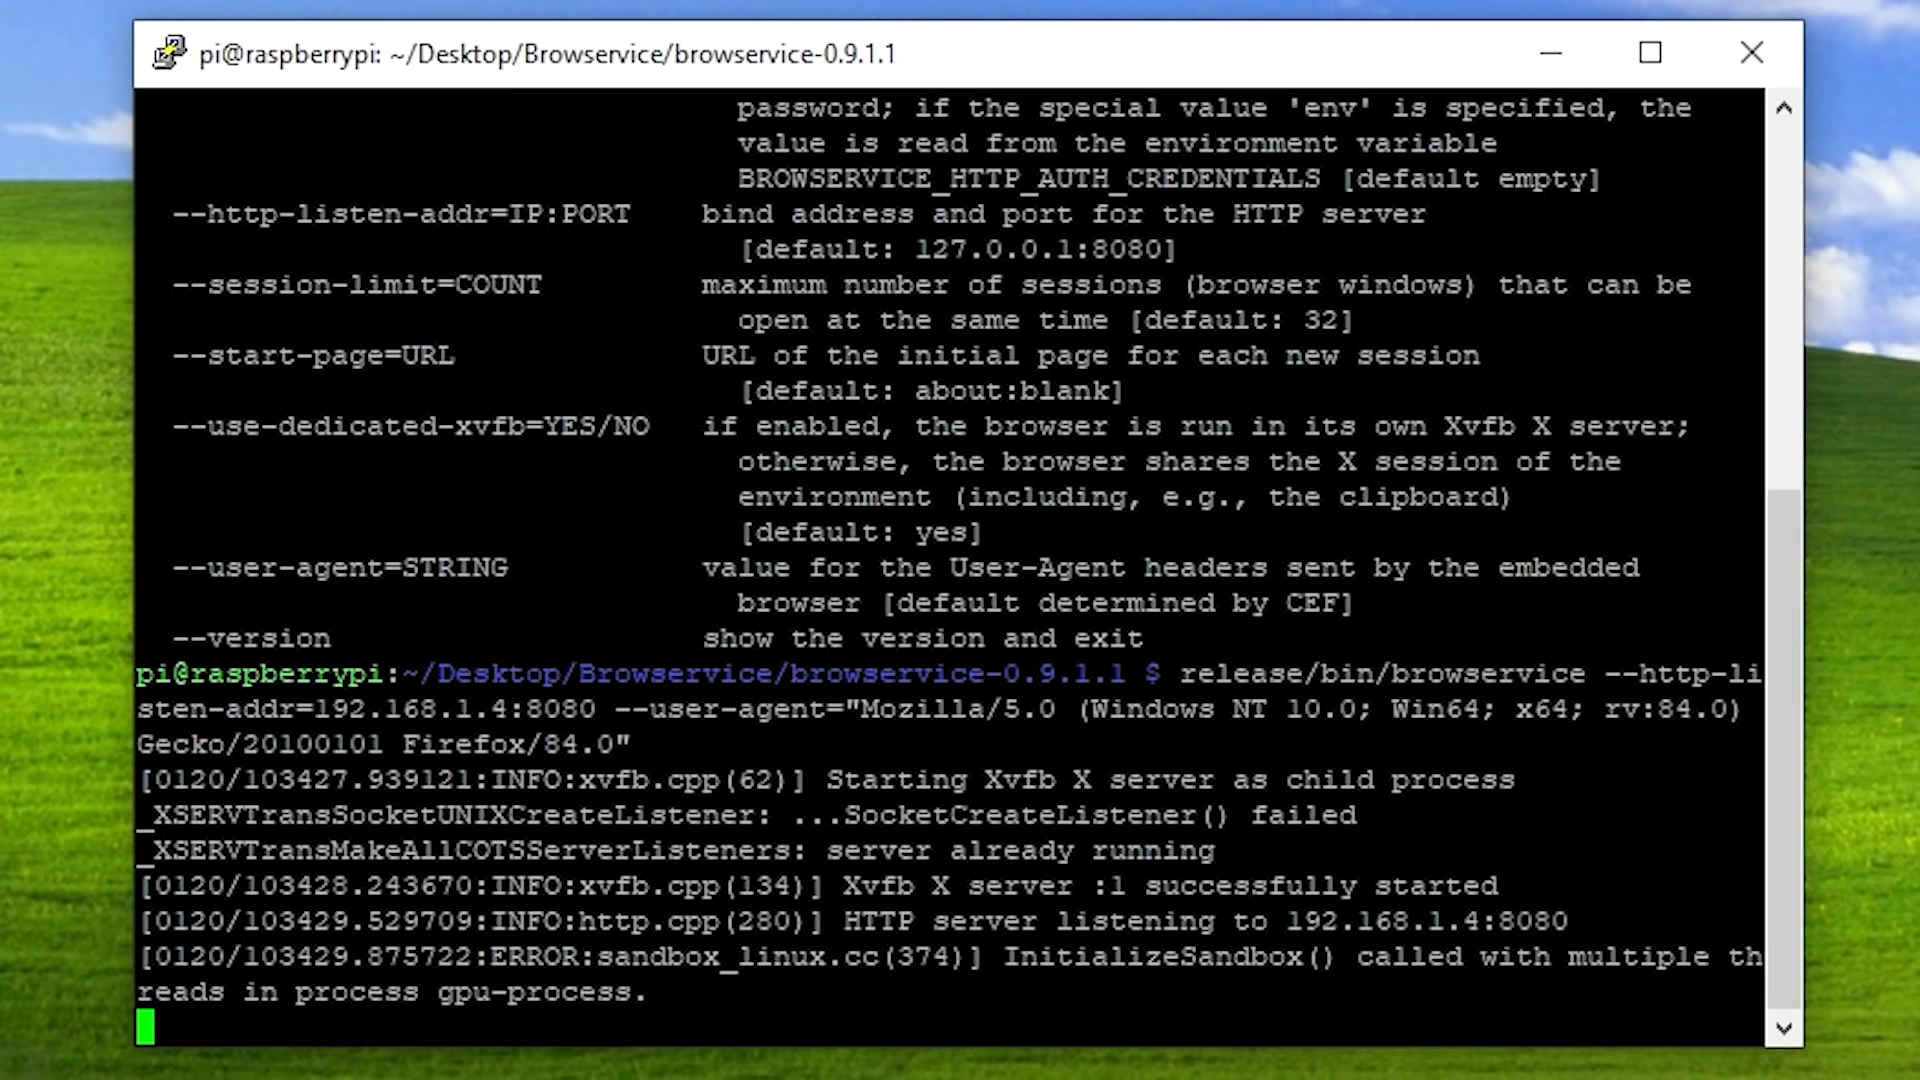 pi@raspberrypi: ~/Desktop/Browservice/browservice-0.9.1.1
password; if the special value 'env' is specified, the
value is read from the environment variable
BROWSERVICE_HTTP_AUTH_CREDENTIALS [default empty]
--http-listen-addr=IP:PORT bind address and port for the HTTP server
[default: 127.0.0.1:8080]
--session-limit=COUNT maximum number of sessions (browser windows) that can be
open at the same time [default: 32]
--start-page=URL URL of the initial page for each new session
[default: about:blank]
--use-dedicated-xvfb=YES/NO if enabled, the browser is run in its own Xvfb X server;
otherwise, the browser shares the X session of the
environment (including, e.g., the clipboard)
[default: yes]
--user-agent=STRING value for the User-Agent headers sent by the embedded
browser [default determined by CEF]
--version show the version and exit
pi@raspberrypi:~/Desktop/Browservice/browservice-0.9.1.1 $ release/bin/browservice --http-li
sten-addr=192.168.1.4:8080 --user-agent="Mozilla/5.0 (Windows NT 10.0; Win64; x64; rv:84.0)
Gecko/20100101 Firefox/84.0"
[0120/103427.939121:INFO:xvfb.cpp(62)] Starting Xvfb X server as child process
_XSERVTransSocketUNIXCreateListener: ...SocketCreateListener() failed
_XSERVTransMakeAllCOTSServerListeners: server already running
[0120/103428.243670:INFO:xvfb.cpp(134)] Xvfb X server :1 successfully started
[0120/103429.529709:INFO:http.cpp(280)] HTTP server listening to 192.168.1.4:8080
[0120/103429.875722:ERROR:sandbox_linux.cc(374)] InitializeSandbox() called with multiple th
reads in process gpu-process.